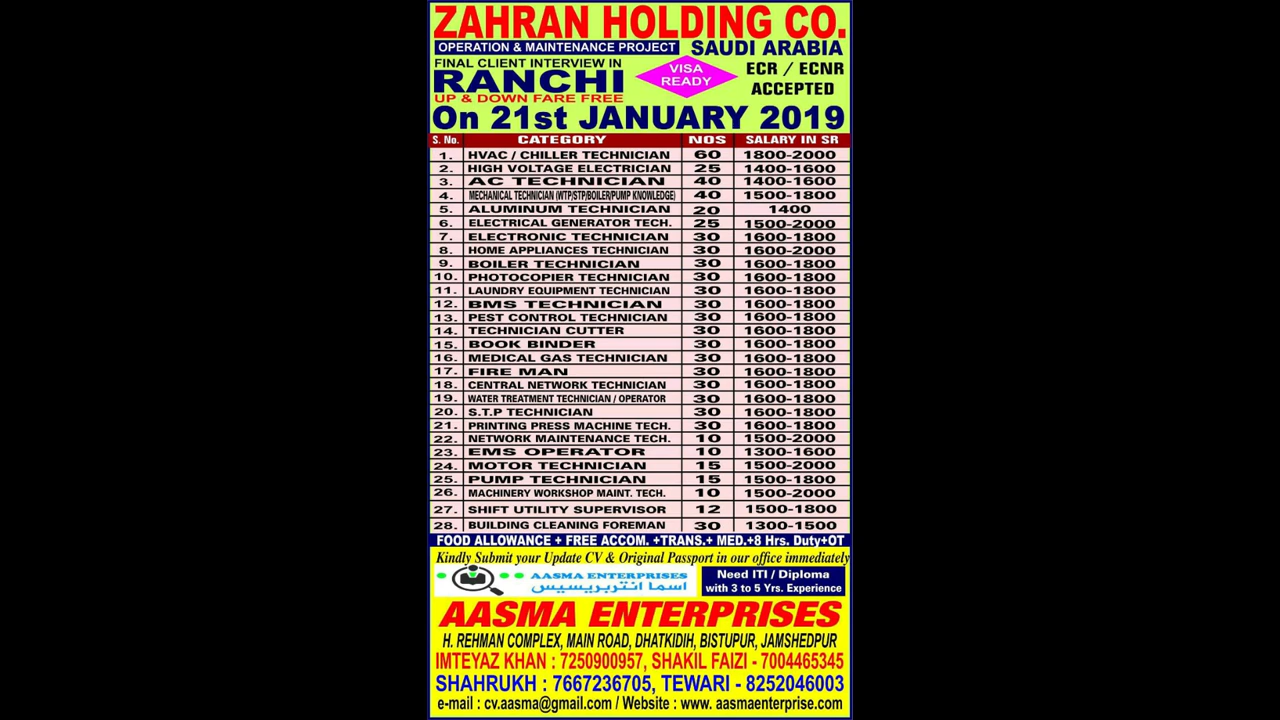 ZAHRAN HOLDING CO.
OPERATION & MAINTENANCE PROJECT SAUDI ARABIA
FINAL CLIENT INTERVIEW IN
RANCHI
UP & DOWN FARE FREE
VISA
READY
ECR / ECNR
ACCEPTED
On 21st JANUARY 2019
S. No. CATEGORY NOS SALARY IN SR
1. HVAC / CHILLER TECHNICIAN 60 1800-2000
2. HIGH VOLTAGE ELECTRICIAN 25 1400-1600
3. AC TECHNICIAN 40 1400-1600
4. MECHANICAL TECHNICIAN (WTP/STP/BOILER/PUMP KNOWLEDGE) 40 1500-1800
5. ALUMINUM TECHNICIAN 20 1400
6. ELECTRICAL GENERATOR TECH. 25 1500-2000
7. ELECTRONIC TECHNICIAN 30 1600-1800
8. HOME APPLIANCES TECHNICIAN 30 1600-2000
9. BOILER TECHNICIAN 30 1600-1800
10. PHOTOCOPIER TECHNICIAN 30 1600-1800
11. LAUNDRY EQUIPMENT TECHNICIAN 30 1600-1800
12. BMS TECHNICIAN 30 1600-1800
13. PEST CONTROL TECHNICIAN 30 1600-1800
14. TECHNICIAN CUTTER 30 1600-1800
15. BOOK BINDER 30 1600-1800
16. MEDICAL GAS TECHNICIAN 30 1600-1800
17. FIRE MAN 30 1600-1800
18. CENTRAL NETWORK TECHNICIAN 30 1600-1800
19. WATER TREATMENT TECHNICIAN / OPERATOR 30 1600-1800
20. S.T.P TECHNICIAN 30 1600-1800
21. PRINTING PRESS MACHINE TECH. 30 1600-1800
22. NETWORK MAINTENANCE TECH. 10 1500-2000
23. EMS OPERATOR 10 1300-1600
24. MOTOR TECHNICIAN 15 1500-2000
25. PUMP TECHNICIAN 15 1500-1800
26. MACHINERY WORKSHOP MAINT. TECH. 10 1500-2000
27. SHIFT UTILITY SUPERVISOR 12 1500-1800
28. BUILDING CLEANING FOREMAN 30 1300-1500
FOOD ALLOWANCE + FREE ACCOM. +TRANS.+ MED.+8 Hrs. Duty+OT
Kindly Submit your Update CV & Original Passport in our office immediately
AASMA ENTERPRISES
اسما انتربريسيس
Need ITI / Diploma
with 3 to 5 Yrs. Experience
AASMA ENTERPRISES
H. REHMAN COMPLEX, MAIN ROAD, DHATKIDIH, BISTUPUR, JAMSHEDPUR
IMTEYAZ KHAN : 7250900957, SHAKIL FAIZI - 7004465345
SHAHRUKH : 7667236705, TEWARI - 8252046003
e-mail : cv.aasma@gmail.com / Website : www. aasmaenterprise.com